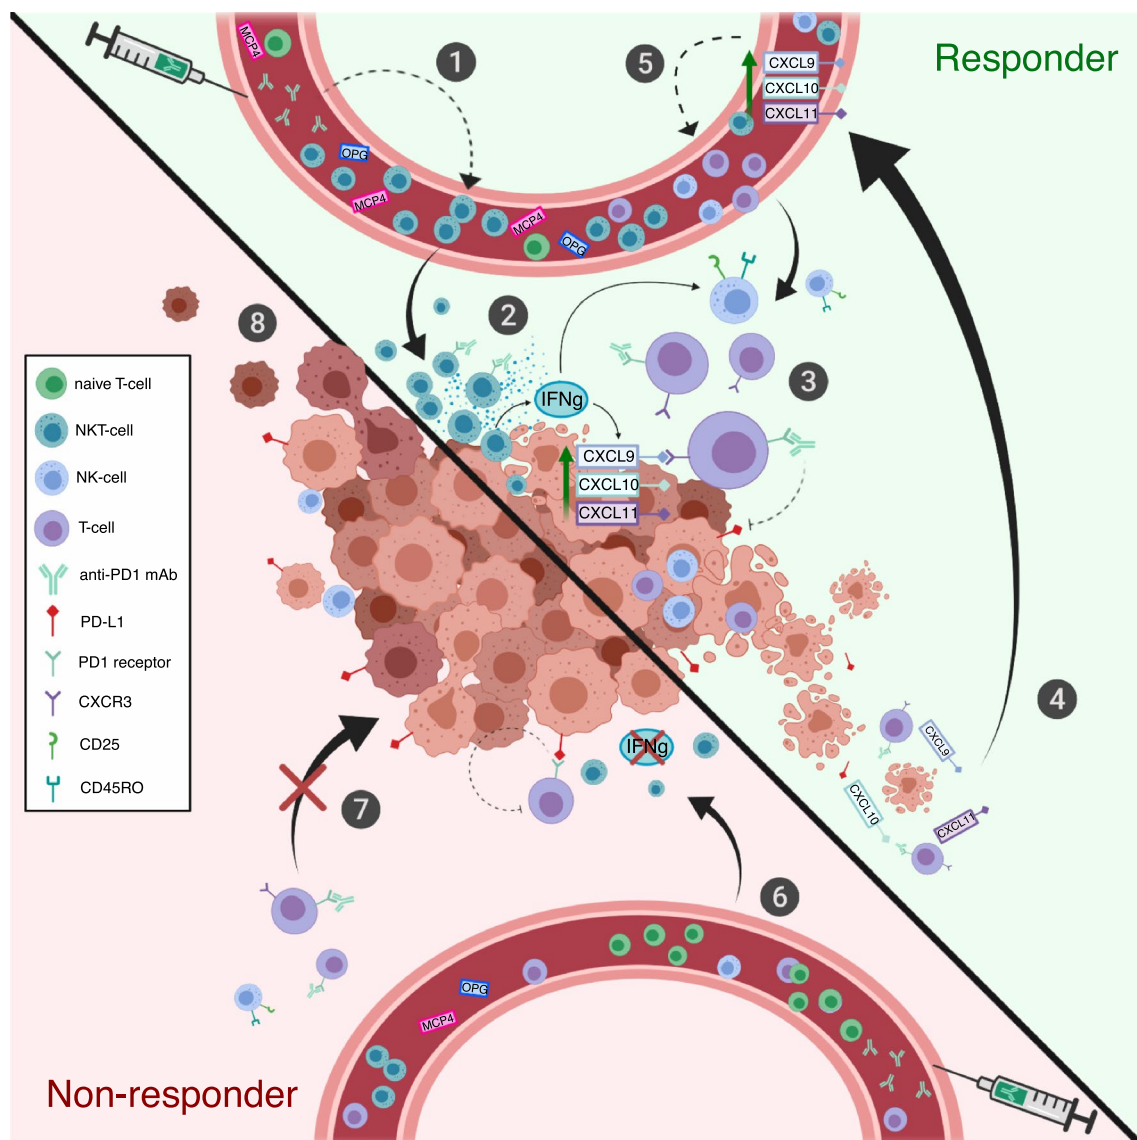 Responder
MCP4
1
5
CXCL9
CXCL10
CXCL11
OPG
MCP4
MCP4
OPG
2
8
3
IFNg
CXCL9
CXCL10
CXCL11
naive T-cell
NKT-cell
NK-cell
T-cell
anti-PD1 mAb
PD-L1
PD1 receptor
CXCR3
CD25
CD45RO
4
CXCL9
CXCL10
CXCL11
IFNg
7
6
OPG
MCP4
Non-responder